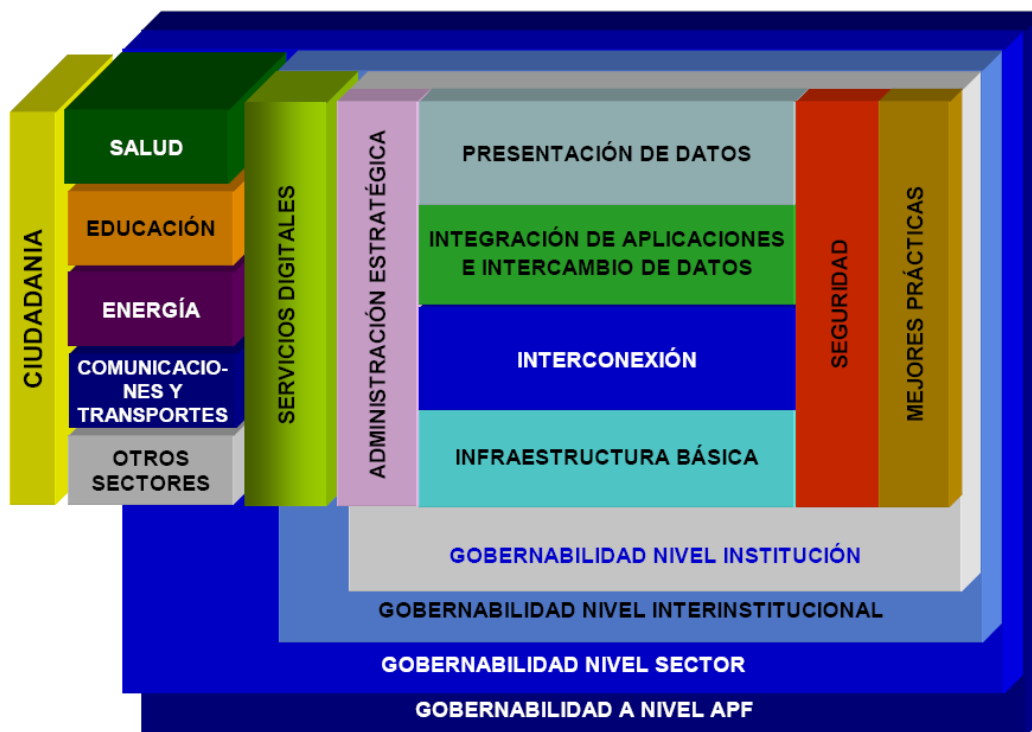 CIUDADANIA
SALUD
EDUCACIÓN
ENERGÍA
COMUNICACIO-
NES Y
TRANSPORTES
OTROS
SECTORES
SERVICIOS DIGITALES
ADMINISTRACIÓN ESTRATÉGICA
PRESENTACIÓN DE DATOS
INTEGRACIÓN DE APLICACIONES
E INTERCAMBIO DE DATOS
INTERCONEXIÓN
INFRAESTRUCTURA BÁSICA
SEGURIDAD
MEJORES PRÁCTICAS
GOBERNABILIDAD NIVEL INSTITUCIÓN
GOBERNABILIDAD NIVEL INTERINSTITUCIONAL
GOBERNABILIDAD NIVEL SECTOR
GOBERNABILIDAD A NIVEL APF